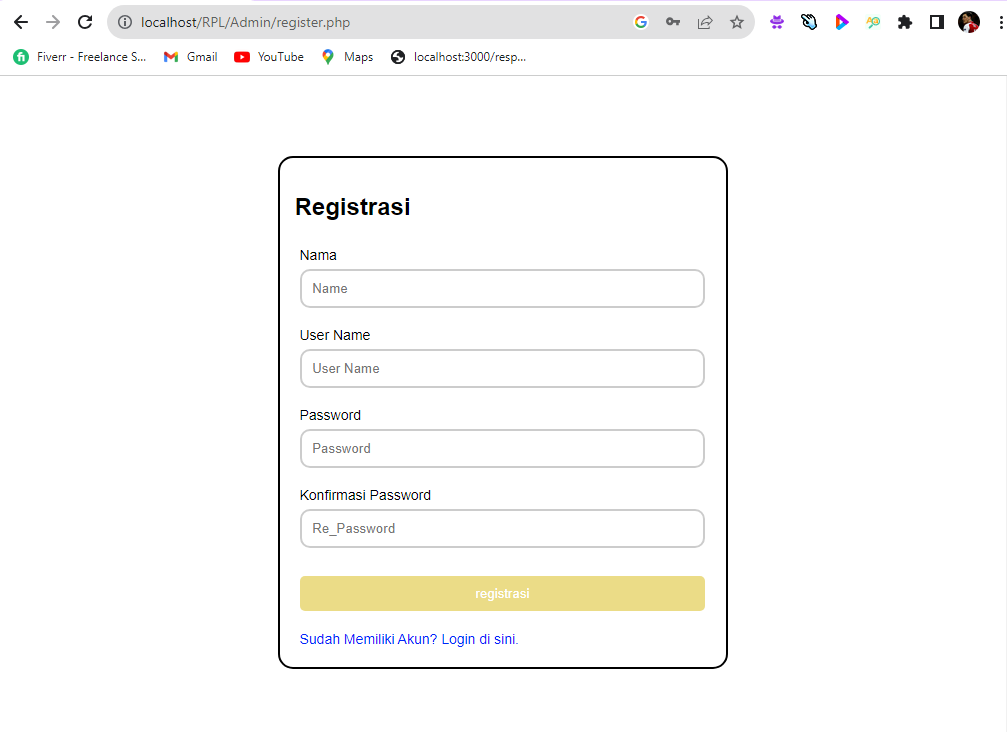 localhost/RPL/Admin/register.php
Fiverr - Freelance S... Gmail YouTube Maps localhost:3000/resp...
Registrasi
Nama
Name
User Name
User Name
Password
Password
Konfirmasi Password
Re_Password
registrasi
Sudah Memiliki Akun? Login di sini.